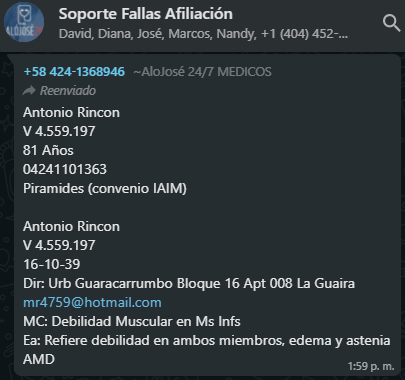 Soporte Fallas Afiliación
David, Diana, José, Marcos, Nandy, +1 (404) 452-...
+58 424-1368946 ~AloJosé 24/7 MEDICOS
Reenviado
Antonio Rincon
V 4.559.197
81 Años
04241101363
Piramides (convenio IAIM)
Antonio Rincon
V 4.559.197
16-10-39
Dir: Urb Guaracarrumbo Bloque 16 Apt 008 La Guaira
mr4759@hotmail.com
MC: Debilidad Muscular en Ms Infs
Ea: Refiere debilidad en ambos miembros, edema y astenia
AMD
1:59 p. m.